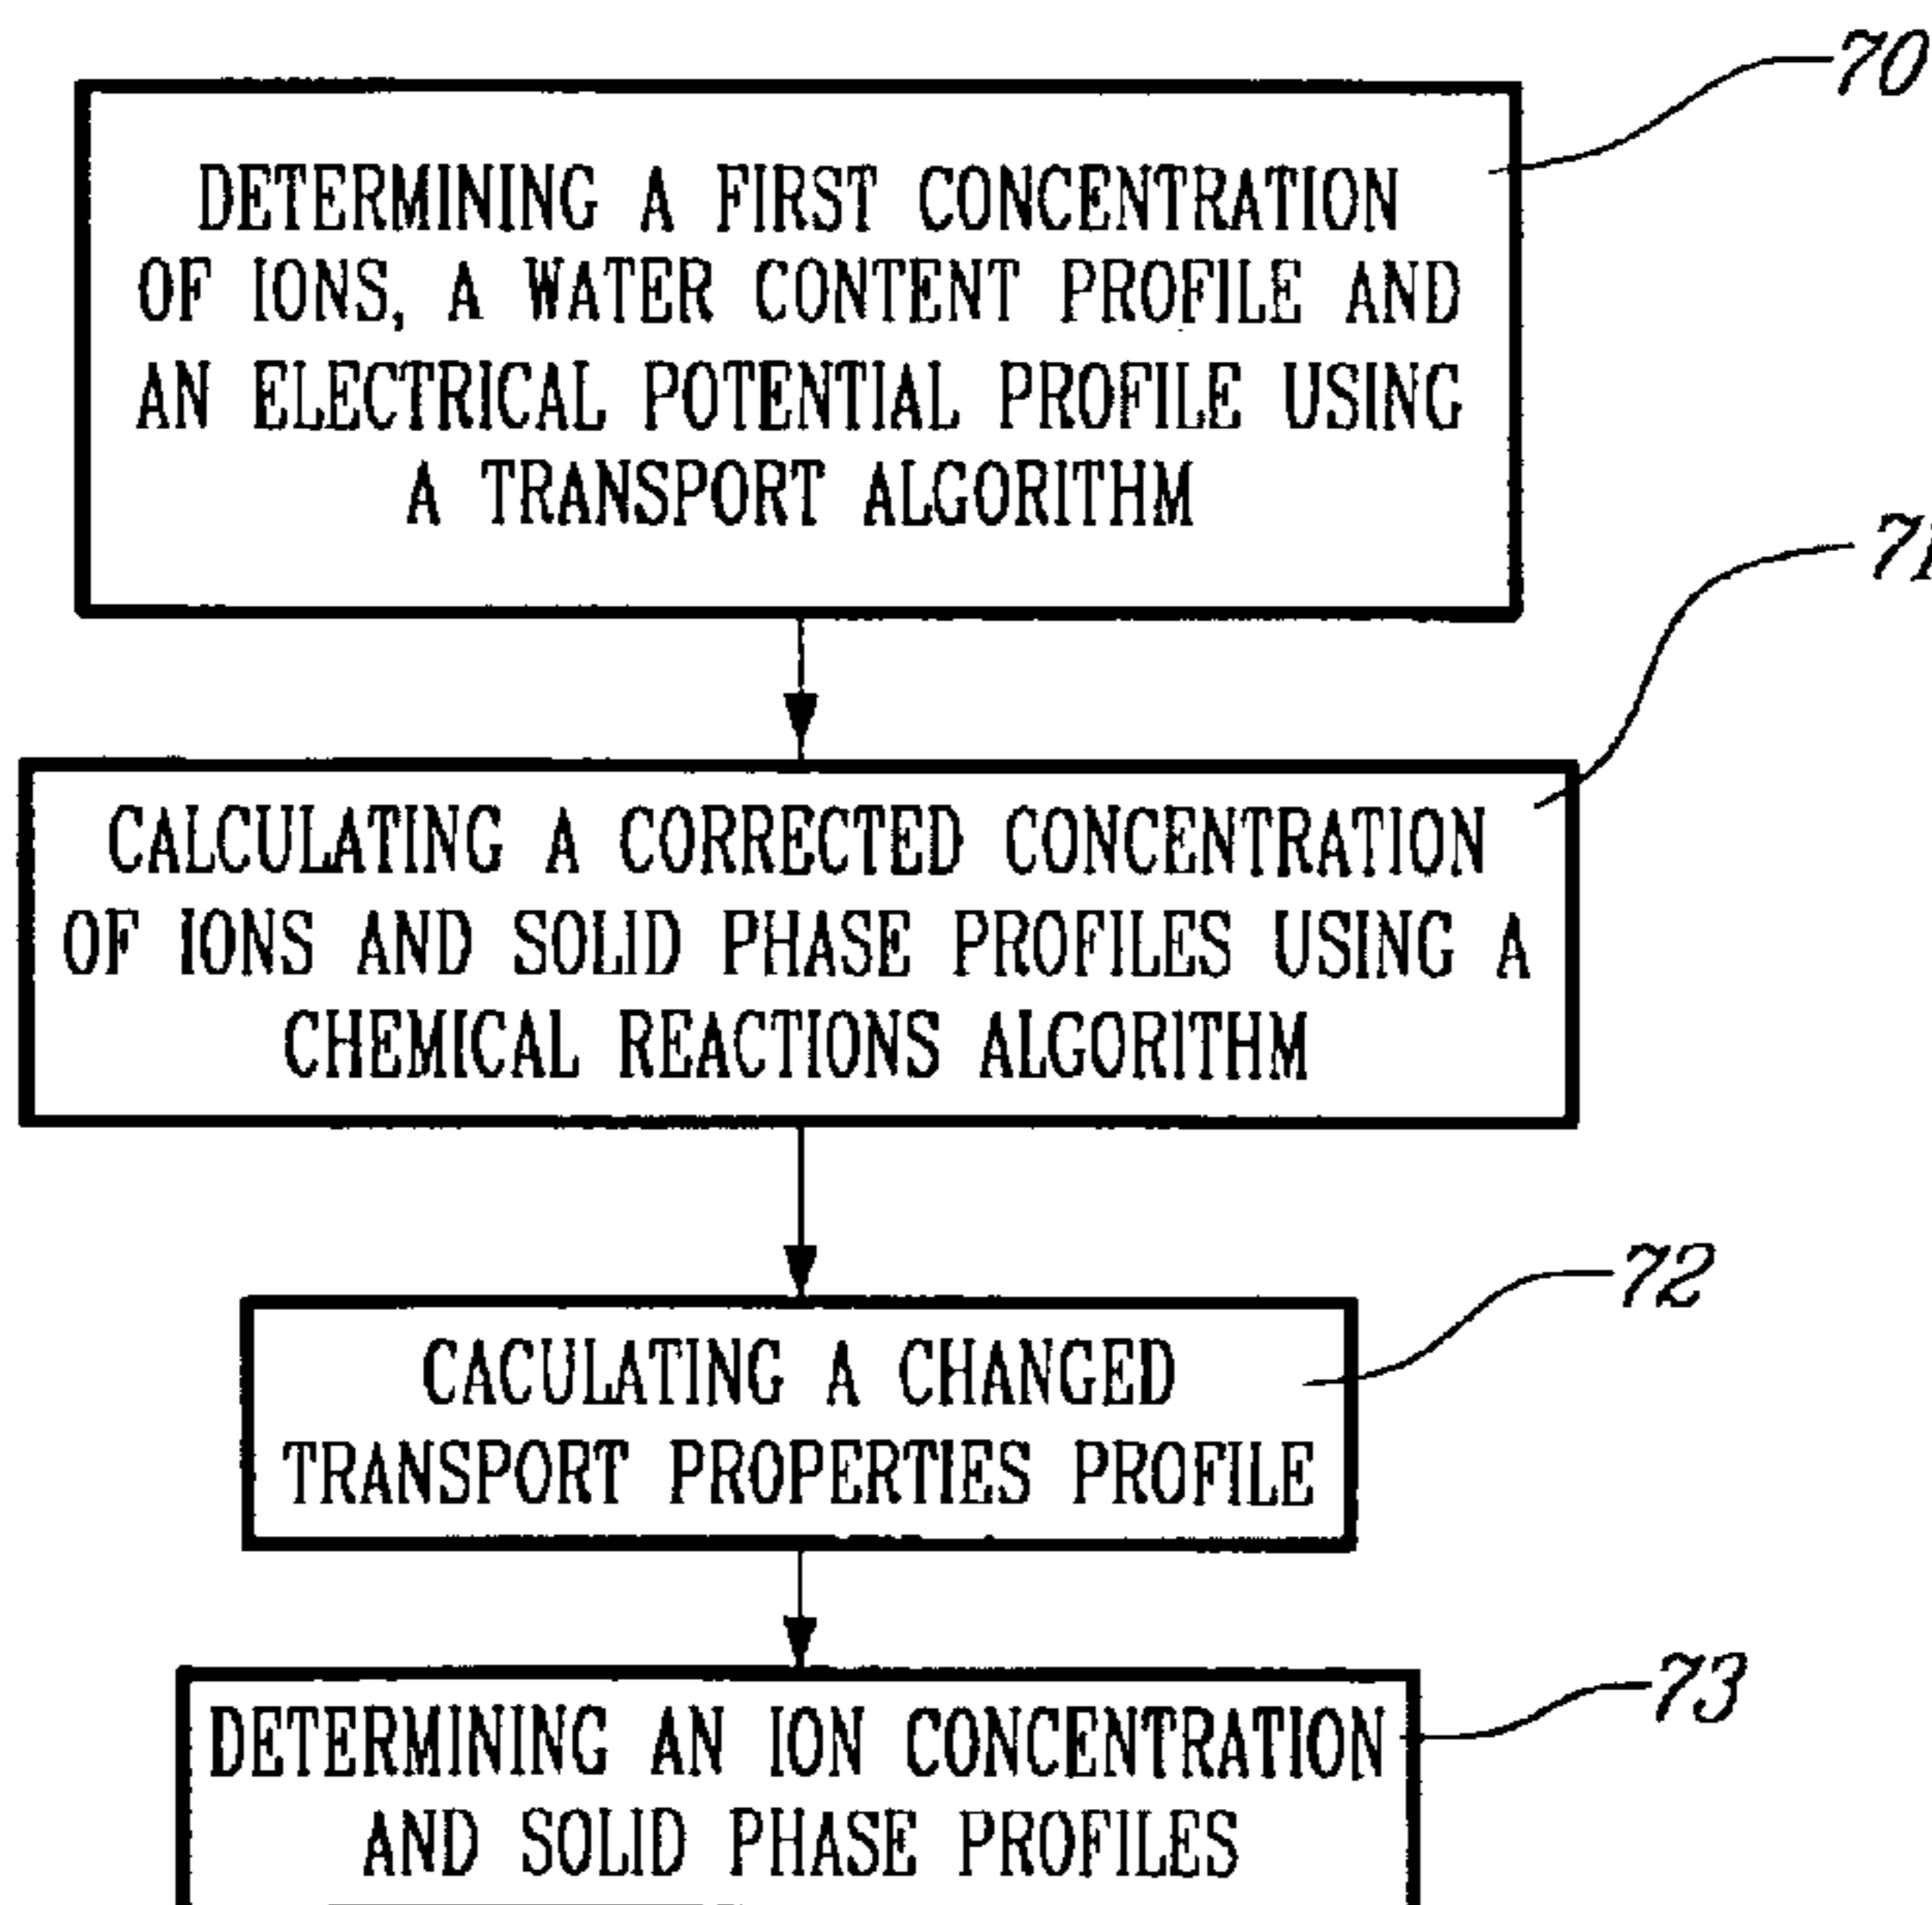 70
DETERMINING A FIRST CONCENTRATION
OF IONS, A WATER CONTENT PROFILE AND
AN ELECTRICAL POTENTIAL PROFILE USING
A TRANSPORT ALGORITHM
71
CALCULATING A CORRECTED CONCENTRATION
OF IONS AND SOLID PHASE PROFILES USING A
CHEMICAL REACTIONS ALGORITHM
72
CACULATING A CHANGED
TRANSPORT PROPERTIES PROFILE
73
DETERMINING AN ION CONCENTRATION
AND SOLID PHASE PROFILES